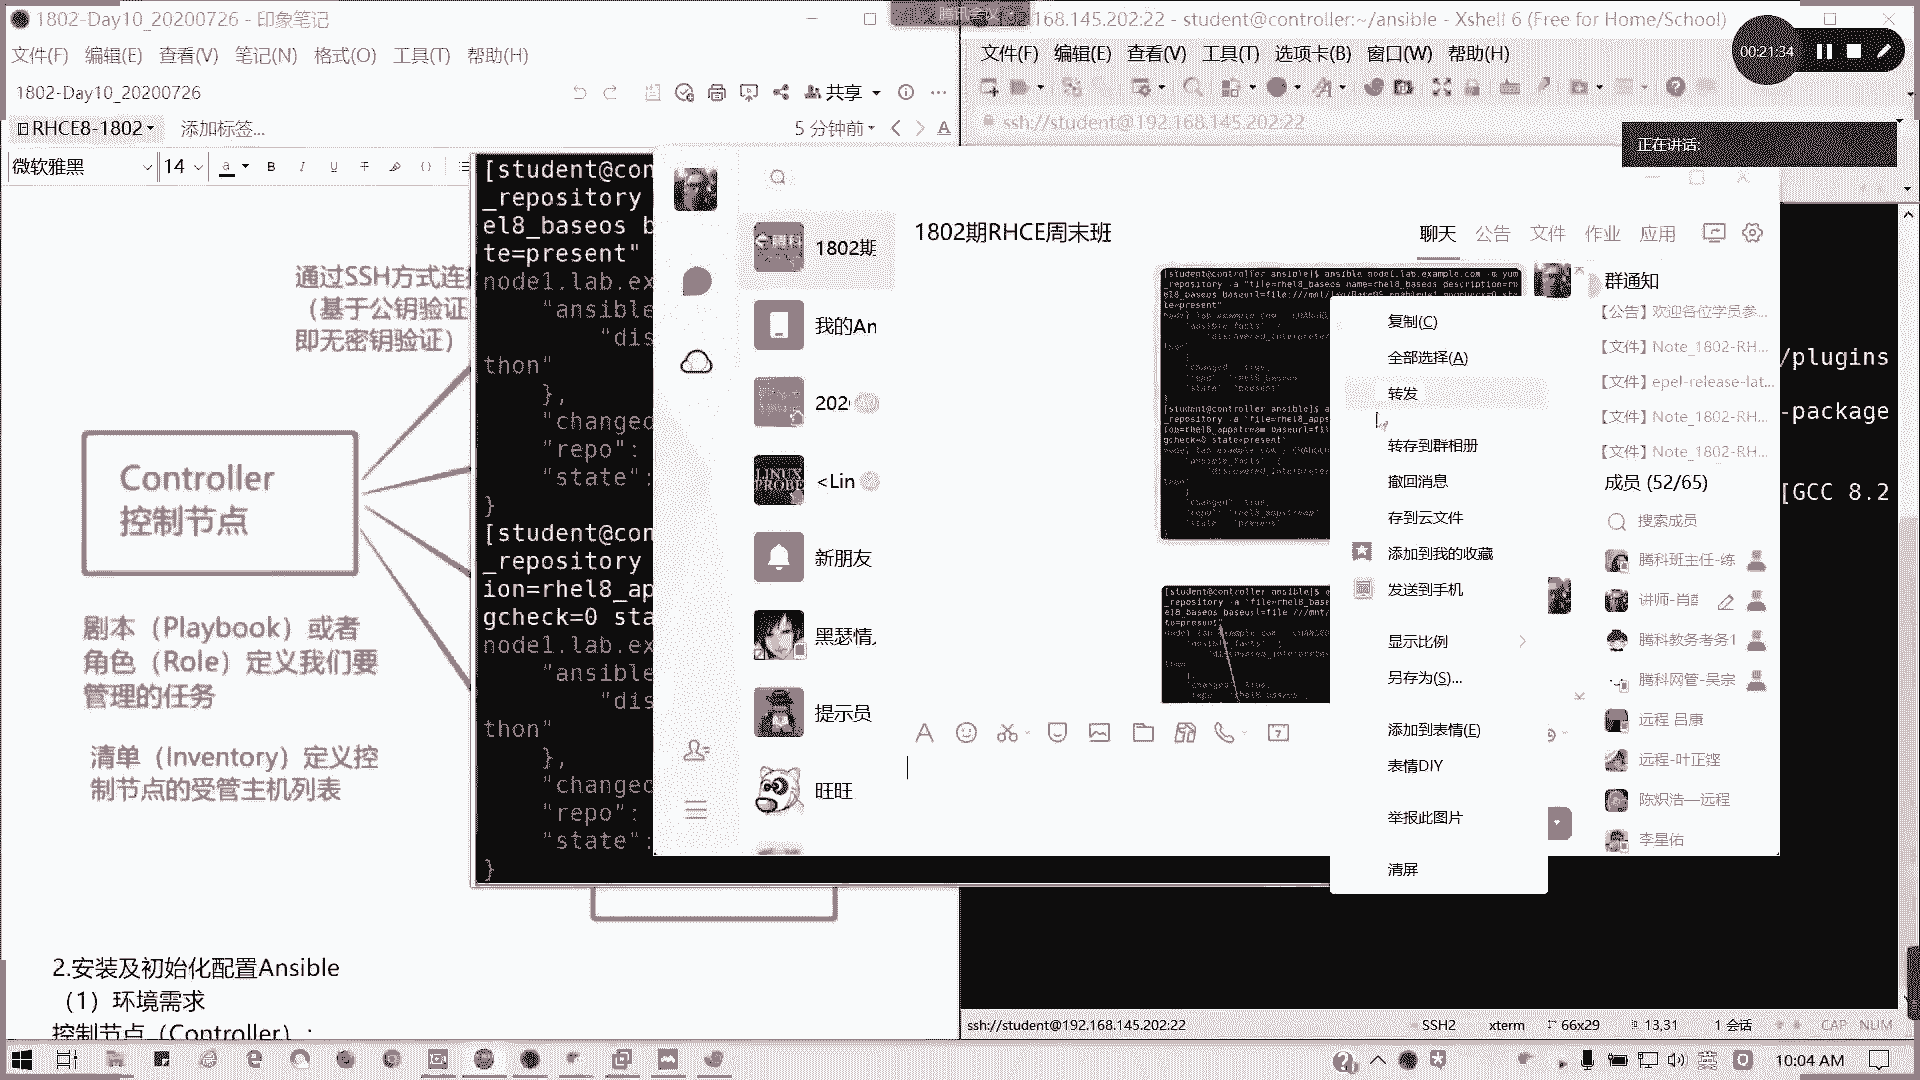 1802-Day10_20200726 - 印象笔记
文件(F) 编辑(E) 查看(V) 笔记(N) 格式(O) 工具(T) 帮助(H)
1802-Day10_20200726
共享
RHCE8-1802
添加标签...
5 分钟前
微软雅黑
14
通过SSH方式连接
（基于公钥验证
即无密钥验证）
Controller
控制节点
剧本（Playbook）或者
角色（Role）定义我们要
管理的任务
清单（Inventory）定义控
制节点的受管主机列表
2.安装及初始化配置Ansible
（1）环境需求
控制节点（Controller）:
[student@con
_repository
el8_baseos b
te=present"
node1.lab.ex
"ansible
"dis
thon"
},
"changed
"repo":
"state":
}
[student@con
_repository
ion=rhel8_ap
gcheck=0 sta
node1.lab.ex
"ansible
"dis
thon"
},
"changed
"repo":
"state":
}
168.145.202:22 - student@controller:~/ansible - Xshell 6 (Free for Home/School)
文件(F) 编辑(E) 查看(V) 工具(T) 选项卡(B) 窗口(W) 帮助(H)
ssh://student@192.168.145.202:22
00:21:34
正在讲话:
/plugins
-package
[GCC 8.2
1802期
我的An
202
<Lin
新朋友
黑瑟情
提示员
旺旺
1802期RHCE周末班
聊天 公告 文件 作业 应用
复制(C)
全部选择(A)
转发
转存到群相册
撤回消息
存到云文件
添加到我的收藏
发送到手机
显示比例
另存为(S)...
添加到表情(E)
表情DIY
举报此图片
清屏
群通知
【公告】欢迎各位学员参...
【文件】Note_1802-RH...
【文件】epel-release-lat...
【文件】Note_1802-RH...
【文件】Note_1802-RH...
成员 (52/65)
搜索成员
腾科班主任-练
讲师-肖
腾科教务考务1
腾科网管-吴宗
远程 吕康
远程-叶正铿
陈炽浩—远程
李星佑
ssh://student@192.168.145.202:22
SSH2
xterm
66x29
13,31
1 会话
CAP NUM
10:04 AM